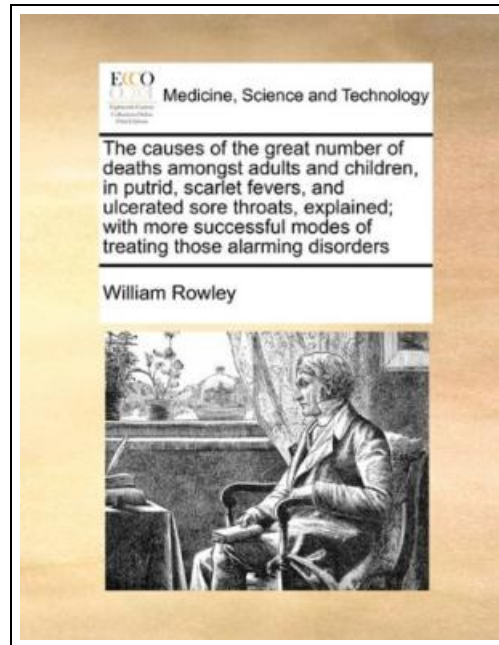 ECCO
Medicine, Science and Technology
The causes of the great number of
deaths amongst adults and children,
in putrid, scarlet fevers, and
ulcerated sore throats, explained;
with more successful modes of
treating those alarming disorders
William Rowley